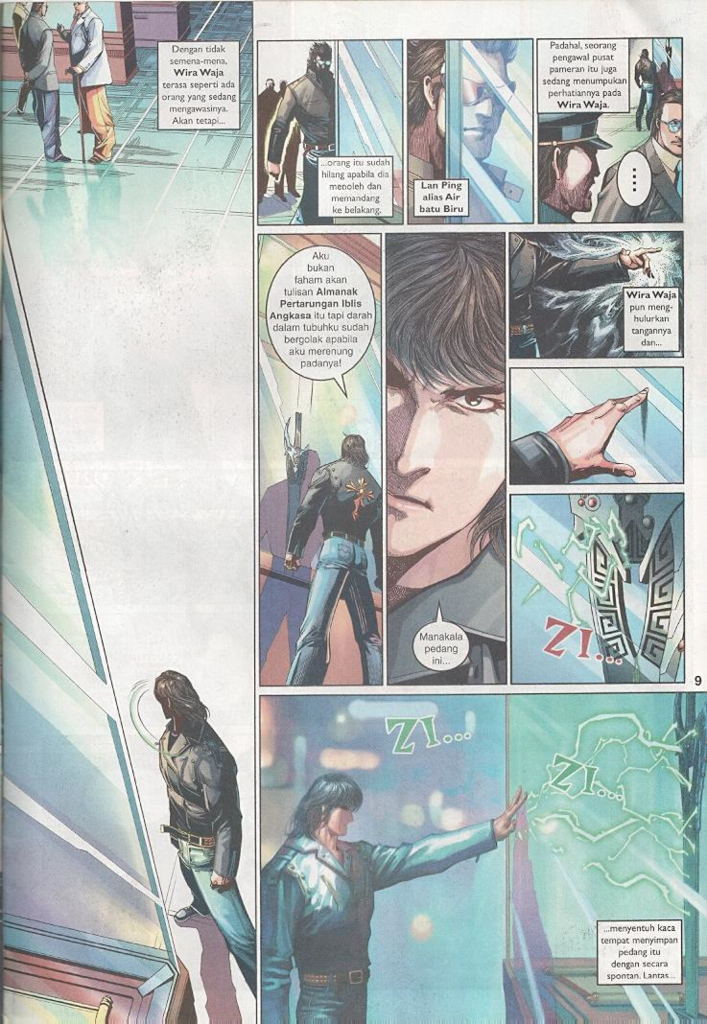 Dengan tidak
semena-mena,
Wira Waja
terasa seperti ada
orang yang sedang
mengawasinya.
Akan tetapi...
...orang itu sudah
hilang apabila dia
menoleh dan
memandang
ke belakang.
Lan Ping
alias Air
batu Biru
Padahal, seorang
pengawal pusat
pameran itu juga
sedang menumpukan
perhatiannya pada
Wira Waja.
....
Aku
bukan
faham akan
tulisan Almanak
Pertarungan Iblis
Angkasa itu tapi darah
dalam tubuhku sudah
bergolak apabila
aku merenung
padanya!
Manakala
pedang
ini...
Wira Waja
pun meng-
hulurkan
tangannya
dan...
ZI...
9
ZI...
ZI...
...menyentuh kaca
tempat menyimpan
pedang itu
dengan secara
spontan. Lantas...